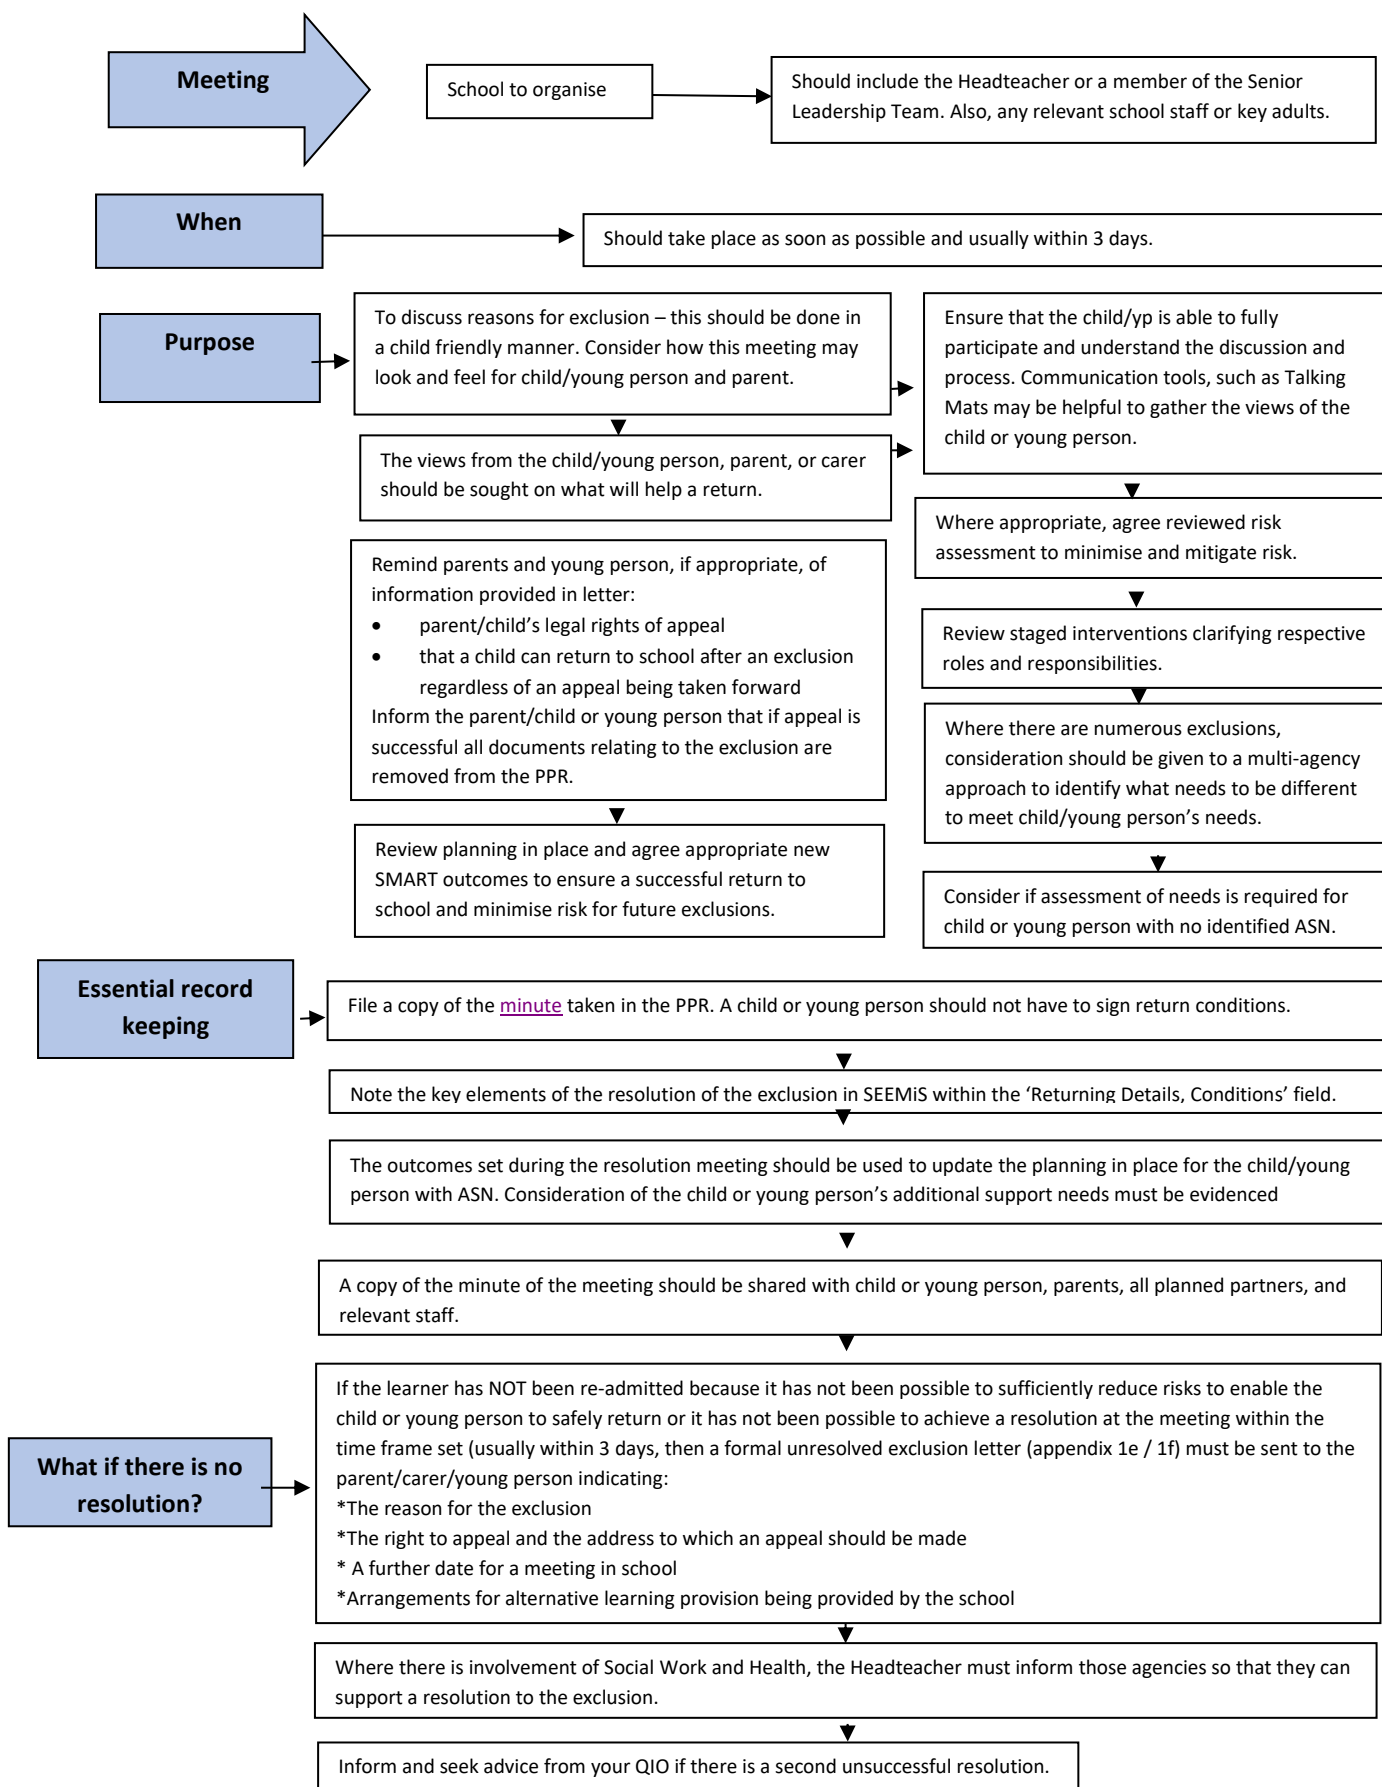 Meeting
School to organise
Should include the Headteacher or a member of the Senior
Leadership Team. Also, any relevant school staff or key adults.
When
Should take place as soon as possible and usually within 3 days.
Purpose
To discuss reasons for exclusion – this should be done in
a child friendly manner. Consider how this meeting may
look and feel for child/young person and parent.
The views from the child/young person, parent, or carer
should be sought on what will help a return.
Remind parents and young person, if appropriate, of
information provided in letter:
• parent/child’s legal rights of appeal
• that a child can return to school after an exclusion
regardless of an appeal being taken forward
Inform the parent/child or young person that if appeal is
successful all documents relating to the exclusion are
removed from the PPR.
Review planning in place and agree appropriate new
SMART outcomes to ensure a successful return to
school and minimise risk for future exclusions.
Ensure that the child/yp is able to fully
participate and understand the discussion and
process. Communication tools, such as Talking
Mats may be helpful to gather the views of the
child or young person.
Where appropriate, agree reviewed risk
assessment to minimise and mitigate risk.
Review staged interventions clarifying respective
roles and responsibilities.
Where there are numerous exclusions,
consideration should be given to a multi-agency
approach to identify what needs to be different
to meet child/young person’s needs.
Consider if assessment of needs is required for
child or young person with no identified ASN.
Essential record
keeping
File a copy of the minute taken in the PPR. A child or young person should not have to sign return conditions.
Note the key elements of the resolution of the exclusion in SEEMiS within the ‘Returning Details, Conditions’ field.
The outcomes set during the resolution meeting should be used to update the planning in place for the child/young
person with ASN. Consideration of the child or young person’s additional support needs must be evidenced
A copy of the minute of the meeting should be shared with child or young person, parents, all planned partners, and
relevant staff.
What if there is no
resolution?
If the learner has NOT been re-admitted because it has not been possible to sufficiently reduce risks to enable the
child or young person to safely return or it has not been possible to achieve a resolution at the meeting within the
time frame set (usually within 3 days, then a formal unresolved exclusion letter (appendix 1e / 1f) must be sent to the
parent/carer/young person indicating:
*The reason for the exclusion
*The right to appeal and the address to which an appeal should be made
* A further date for a meeting in school
*Arrangements for alternative learning provision being provided by the school
Where there is involvement of Social Work and Health, the Headteacher must inform those agencies so that they can
support a resolution to the exclusion.
Inform and seek advice from your QIO if there is a second unsuccessful resolution.